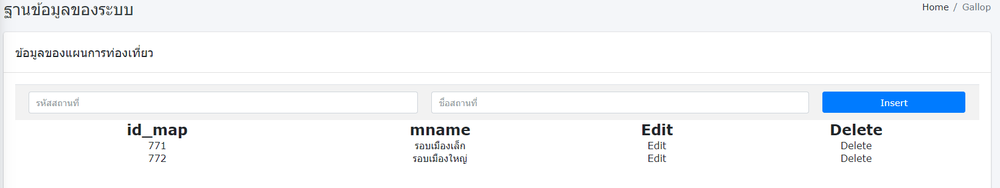 ฐานข้อมูลของระบบ
Home / Gallop
ข้อมูลของแผนการท่องเที่ยว
รหัสสถานที่ ชื่อสถานที่ Insert
id_map mname Edit Delete
771 รอบเมืองเล็ก Edit Delete
772 รอบเมืองใหญ่ Edit Delete